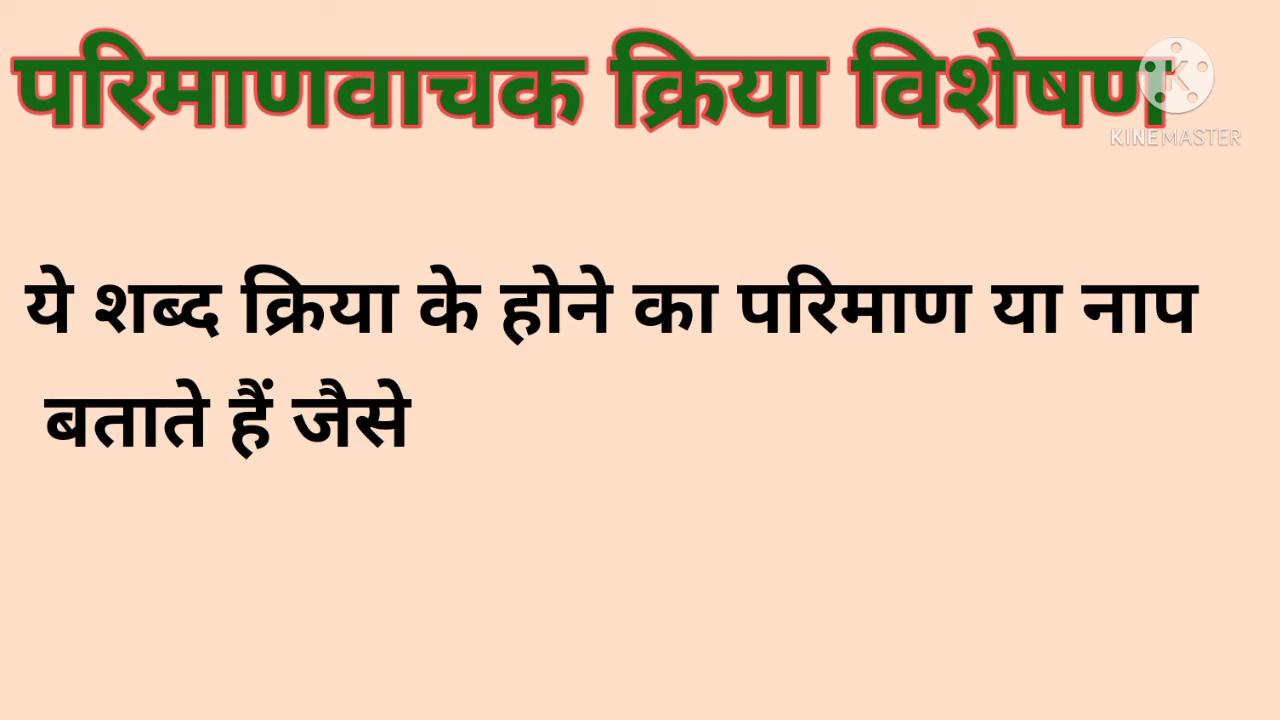 परिमाणवाचक क्रिया विशेषण
KINEMASTER
ये शब्द क्रिया के होने का परिमाण या नाप
बताते हैं जैसे